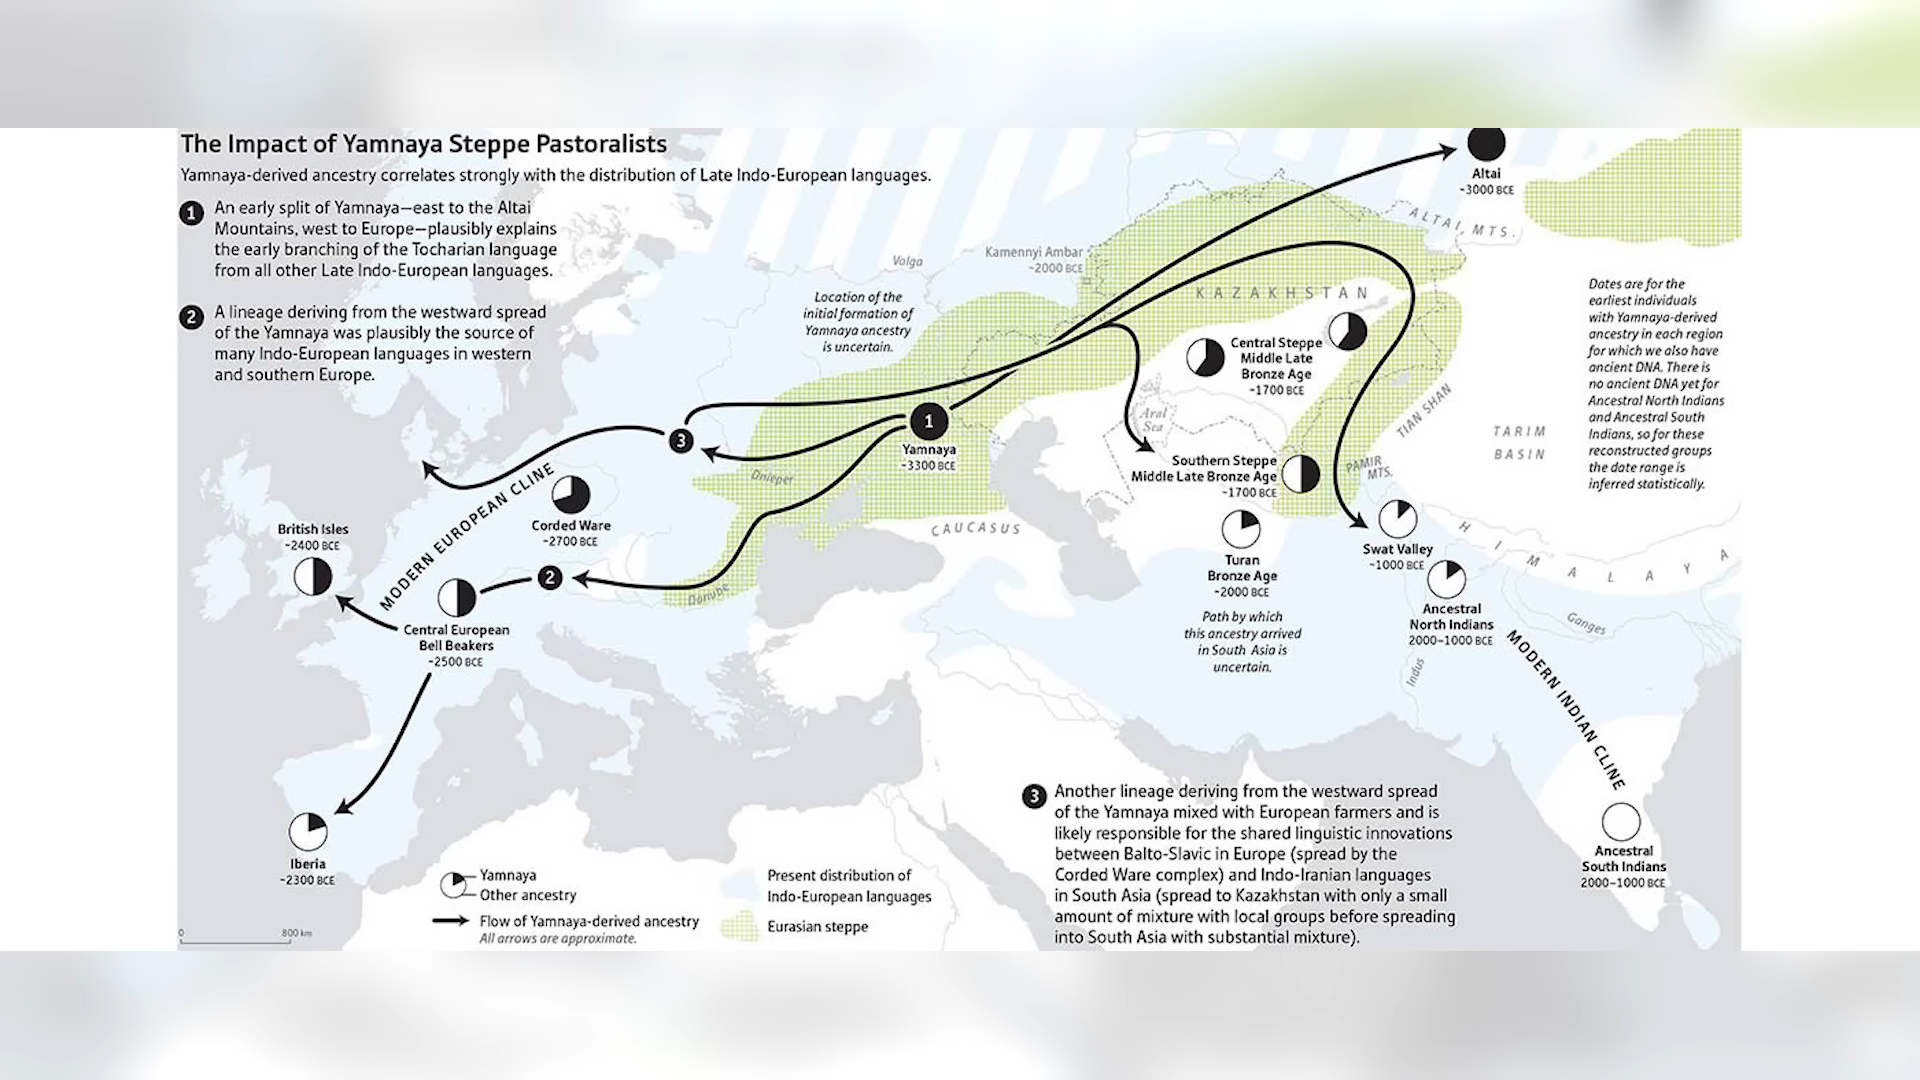 The Impact of Yamnaya Steppe Pastoralists
Yamnaya-derived ancestry correlates strongly with the distribution of Late Indo-European languages.
1
An early split of Yamnaya—east to the Altai
Mountains, west to Europe—plausibly explains
the early branching of the Tocharian language
from all other Late Indo-European languages.
2
A lineage deriving from the westward spread
of the Yamnaya was plausibly the source of
many Indo-European languages in western
and southern Europe.
Altai
~3000 BCE
ALTAI MTS.
Volga
Kamennyi Ambar
~2000 BCE
Location of the
initial formation of
Yamnaya ancestry
is uncertain.
KAZAKHSTAN
Dates are for the
earliest individuals
with Yamnaya-derived
ancestry in each region
for which we also have
ancient DNA. There is
no ancient DNA yet for
Ancestral North Indians
and Ancestral South
Indians, so for these
reconstructed groups
the date range is
inferred statistically.
Central Steppe
Middle Late
Bronze Age
~1700 BCE
TIAN SHAN
TARIM
BASIN
Aral
Sea
1
Yamnaya
~3300 BCE
3
Dnieper
Southern Steppe
Middle Late Bronze Age
~1700 BCE
PAMIR
MTS.
MODERN EUROPEAN CLINE
Corded Ware
~2700 BCE
British Isles
~2400 BCE
CAUCASUS
Swat Valley
~1000 BCE
HIMALAYA
Turan
Bronze Age
~2000 BCE
2
Danube
Central European
Bell Beakers
~2500 BCE
Path by which
this ancestry arrived
in South Asia is
uncertain.
Ancestral
North Indians
2000–1000 BCE
Ganges
Indus
MODERN INDIAN CLINE
3
Another lineage deriving from the westward spread
of the Yamnaya mixed with European farmers and is
likely responsible for the shared linguistic innovations
between Balto-Slavic in Europe (spread by the
Corded Ware complex) and Indo-Iranian languages
in South Asia (spread to Kazakhstan with only a small
amount of mixture with local groups before spreading
into South Asia with substantial mixture).
Ancestral
South Indians
2000–1000 BCE
Iberia
~2300 BCE
Yamnaya
Other ancestry
Flow of Yamnaya-derived ancestry
All arrows are approximate.
Present distribution of
Indo-European languages
Eurasian steppe
0 800 km